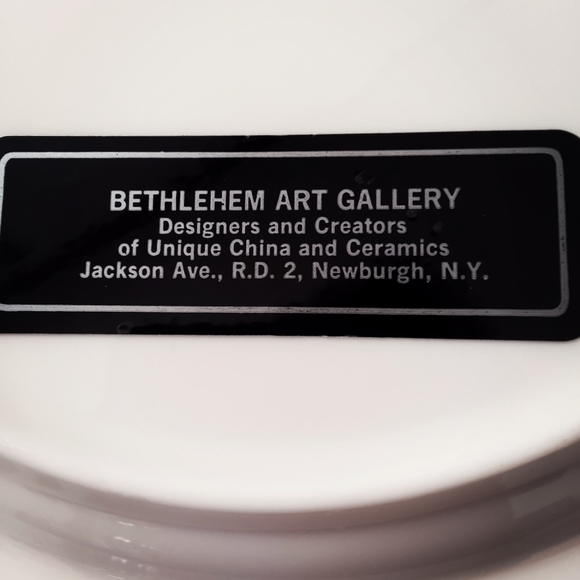 BETHLEHEM ART GALLERY
Designers and Creators
of Unique China and Ceramics
Jackson Ave., R.D. 2, Newburgh, N.Y.